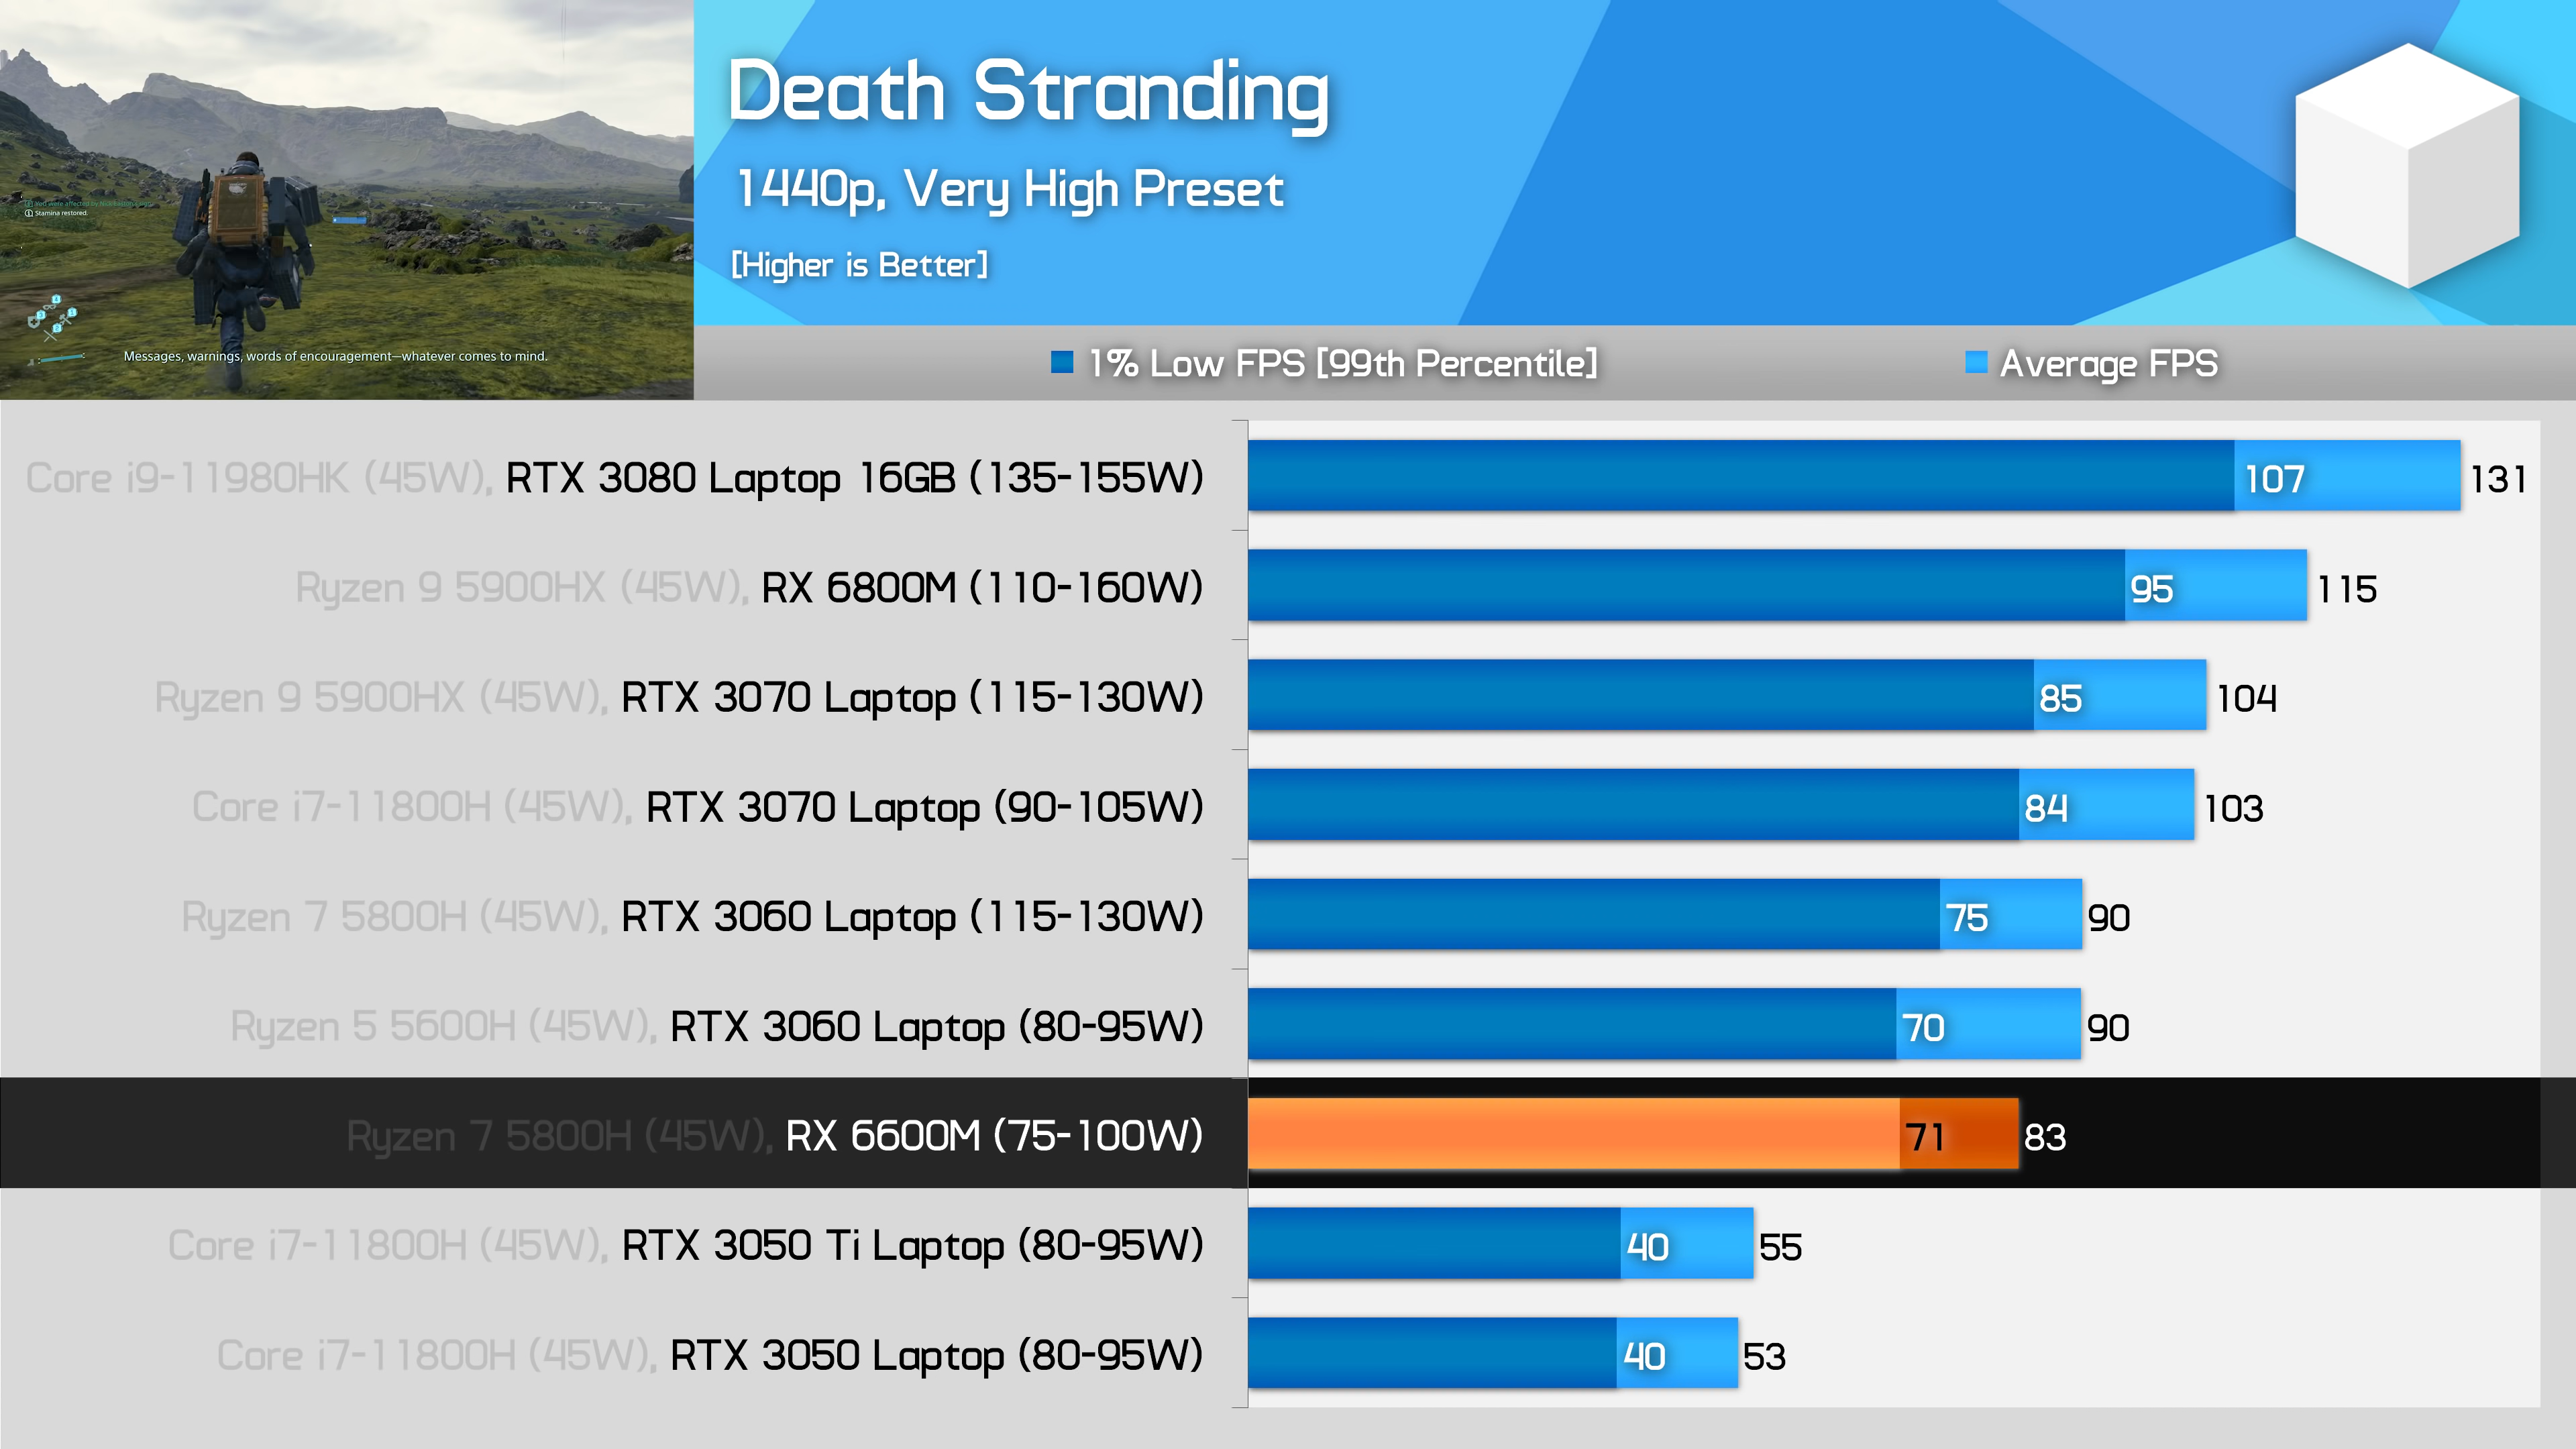 Death Stranding
1440p, Very High Preset
[Higher is Better]
Stamina restored.
Messages, warnings, words of encouragement—whatever comes to mind.
1% Low FPS [99th Percentile]
Average FPS
Core i9-11980HK (45W), RTX 3080 Laptop 16GB (135-155W) 107 131
Ryzen 9 5900HX (45W), RX 6800M (110-160W) 95 115
Ryzen 9 5900HX (45W), RTX 3070 Laptop (115-130W) 85 104
Core i7-11800H (45W), RTX 3070 Laptop (90-105W) 84 103
Ryzen 7 5800H (45W), RTX 3060 Laptop (115-130W) 75 90
Ryzen 5 5600H (45W), RTX 3060 Laptop (80-95W) 70 90
Ryzen 7 5800H (45W), RX 6600M (75-100W) 71 83
Core i7-11800H (45W), RTX 3050 Ti Laptop (80-95W) 40 55
Core i7-11800H (45W), RTX 3050 Laptop (80-95W) 40 53